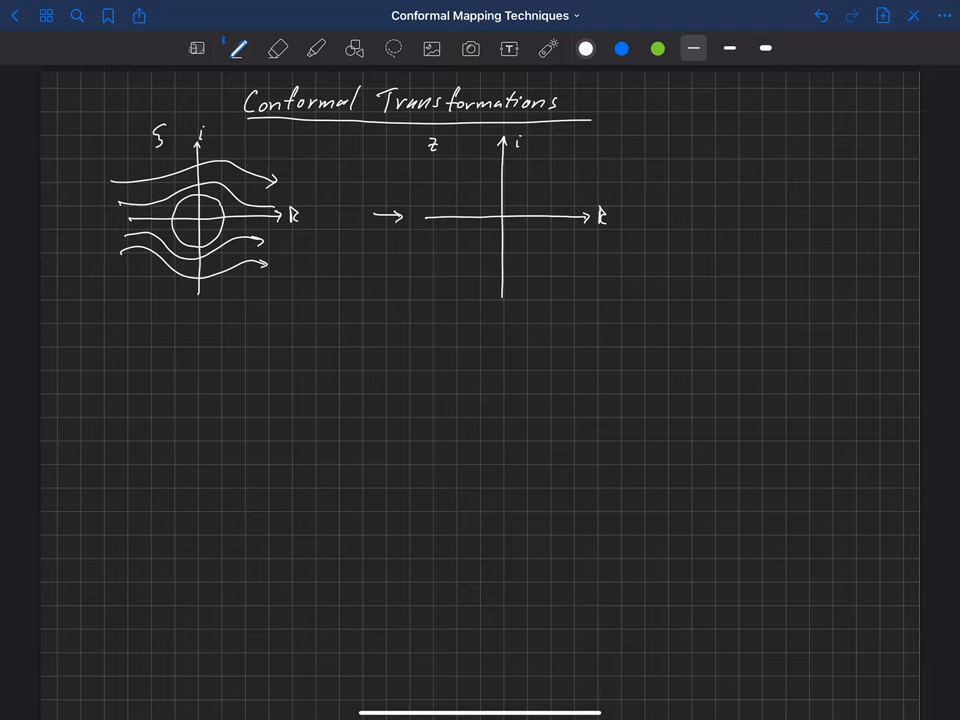 Conformal Mapping Techniques
Conformal Transformations
ξ i
z i
R
R